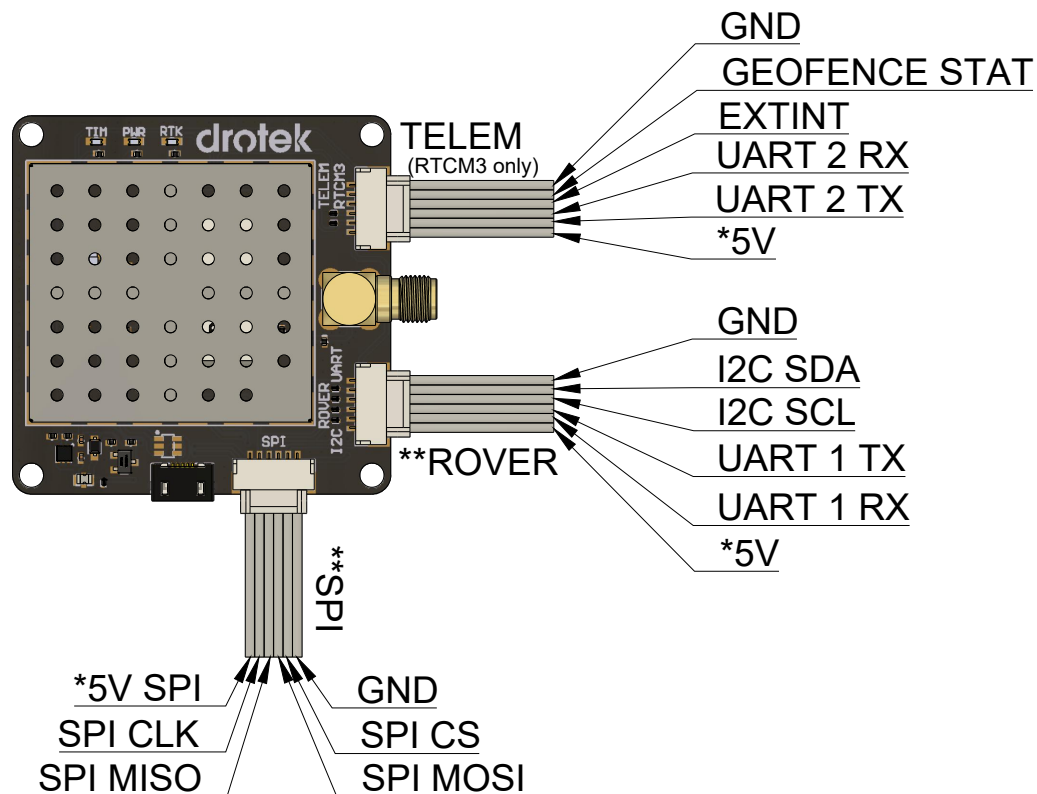 GND
GEOFENCE STAT
EXTINT
UART 2 RX
UART 2 TX
*5V
TIM PWR RTK drotek
TELEM
(RTCM3 only)
TELEM
RTCM3
GND
I2C SDA
I2C SCL
UART 1 TX
UART 1 RX
*5V
ROVER
I2C UART
SPI
**ROVER
**SPI
*5V SPI
SPI CLK
SPI MISO
GND
SPI CS
SPI MOSI